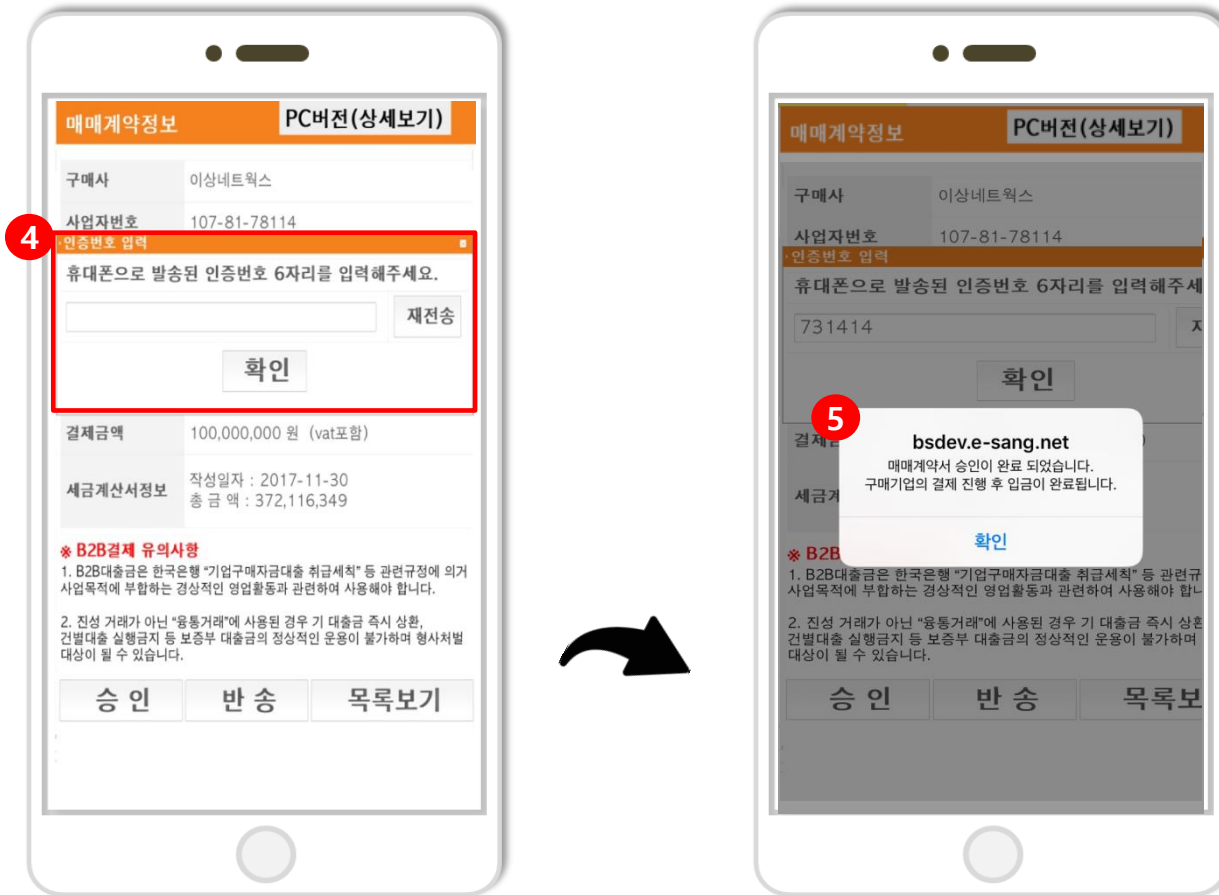 매매계약정보
PC버전(상세보기)
구매사 이상네트웍스
사업자번호 107-81-78114
4
인증번호 입력
휴대폰으로 발송된 인증번호 6자리를 입력해주세요.
재전송
확인
결제금액 100,000,000 원 (vat포함)
세금계산서정보 작성일자 : 2017-11-30
총 금 액 : 372,116,349
※ B2B결제 유의사항
1. B2B대출금은 한국은행 “기업구매자금대출 취급세칙” 등 관련규정에 의거
사업목적에 부합하는 경상적인 영업활동과 관련하여 사용해야 합니다.
2. 진성 거래가 아닌 “융통거래”에 사용된 경우 기 대출금 즉시 상환,
건별대출 실행금지 등 보증부 대출금의 정상적인 운용이 불가하며 형사처벌
대상이 될 수 있습니다.
승 인 반 송 목록보기
매매계약정보
PC버전(상세보기)
구매사 이상네트웍스
사업자번호 107-81-78114
인증번호 입력
휴대폰으로 발송된 인증번호 6자리를 입력해주세
731414
확인
5
결제
bsdev.e-sang.net
매매계약서 승인이 완료 되었습니다.
구매기업의 결제 진행 후 입금이 완료됩니다.
세금계
확인
※ B2B
1. B2B대출금은 한국은행 “기업구매자금대출 취급세칙” 등 관련규
사업목적에 부합하는 경상적인 영업활동과 관련하여 사용해야 합니
2. 진성 거래가 아닌 “융통거래”에 사용된 경우 기 대출금 즉시 상환
건별대출 실행금지 등 보증부 대출금의 정상적인 운용이 불가하며
대상이 될 수 있습니다.
승 인 반 송 목록보